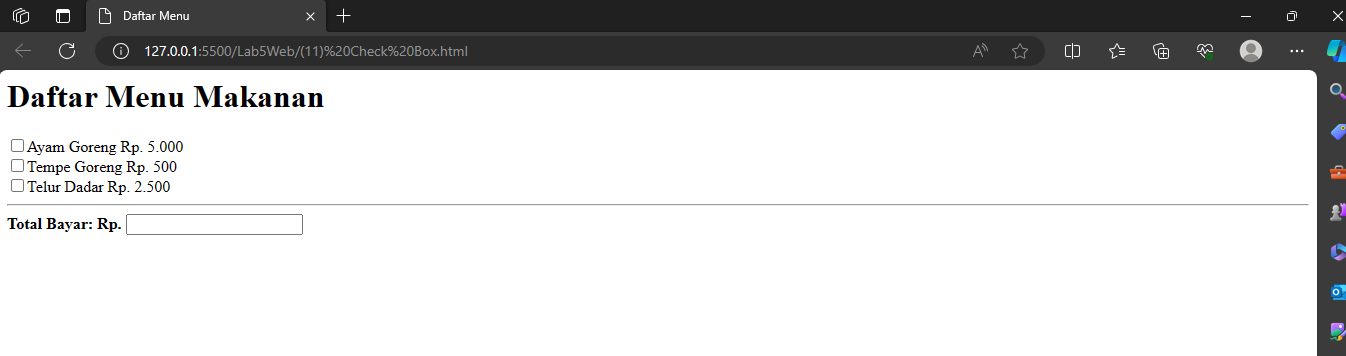 Daftar Menu
127.0.0.1:5500/Lab5Web/(11)%20Check%20Box.html
Daftar Menu Makanan
Ayam Goreng Rp. 5.000
Tempe Goreng Rp. 500
Telur Dadar Rp. 2.500
Total Bayar: Rp.